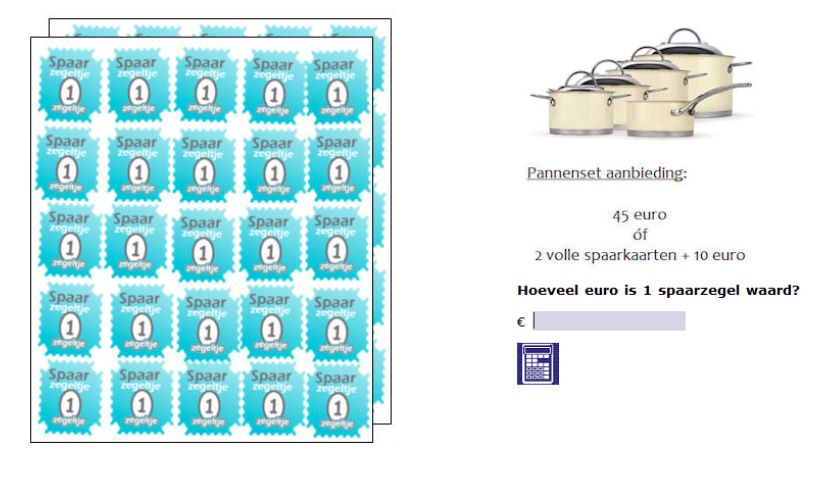 Spaar Spaar Spaar Spaar Spaar
zegeltje zegeltje zegeltje zegeltje zegeltje
1 1 1 1 1
zegeltje zegeltje zegeltje zegeltje zegeltje
Spaar Spaar Spaar Spaar Spaar
zegeltje zegeltje zegeltje zegeltje zegeltje
1 1 1 1 1
zegeltje zegeltje zegeltje zegeltje zegeltje
Spaar Spaar Spaar Spaar Spaar
zegeltje zegeltje zegeltje zegeltje zegeltje
1 1 1 1 1
zegeltje zegeltje zegeltje zegeltje zegeltje
Spaar Spaar Spaar Spaar Spaar
zegeltje zegeltje zegeltje zegeltje zegeltje
1 1 1 1 1
zegeltje zegeltje zegeltje zegeltje zegeltje
Spaar Spaar Spaar Spaar Spaar
zegeltje zegeltje zegeltje zegeltje zegeltje
1 1 1 1 1
zegeltje zegeltje zegeltje zegeltje zegeltje
Pannenset aanbieding:
45 euro
óf
2 volle spaarkaarten + 10 euro
Hoeveel euro is 1 spaarzegel waard?
€